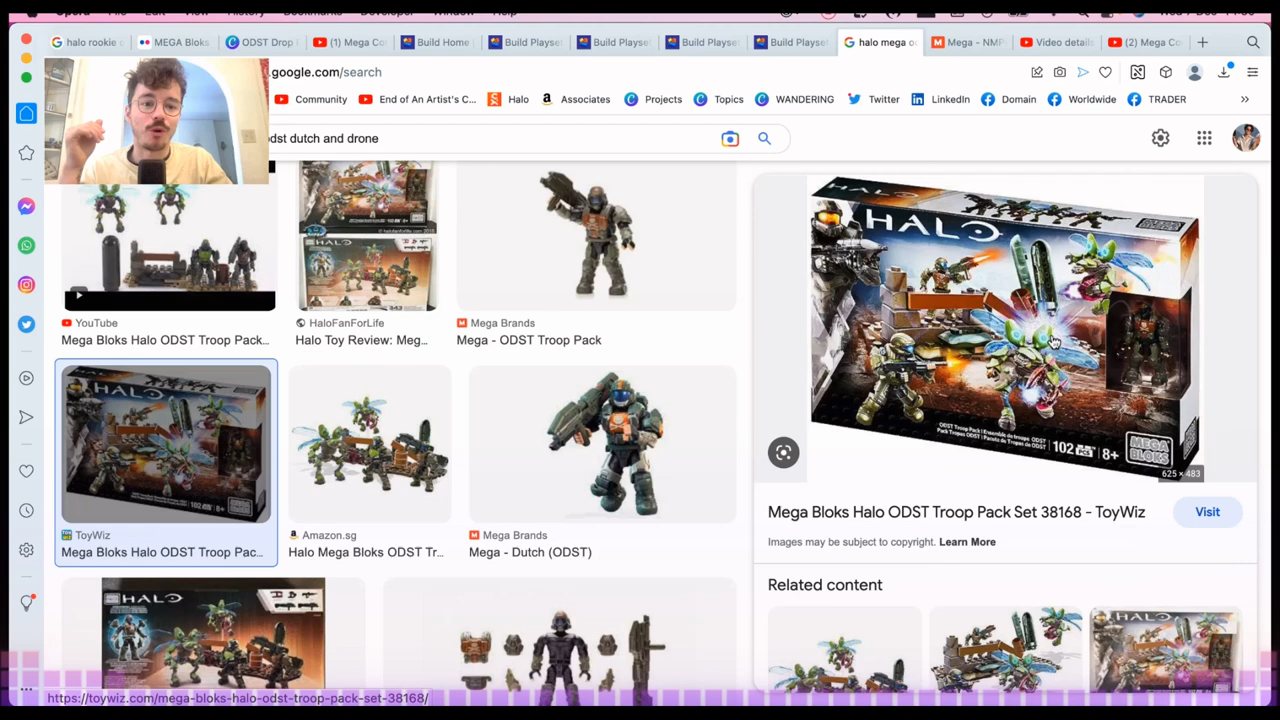 halo rookie
MEGA Bloks
ODST Drop
(1) Mega Co
Build Home
Build Playse
Build Playse
Build Playse
Build Playse
halo mega
Mega - NMP
Video details
(2) Mega Co
.google.com/search
Community
End of An Artist's C...
Halo
Associates
Projects
Topics
WANDERING
Twitter
LinkedIn
Domain
Worldwide
TRADER
odst dutch and drone
YouTube
Mega Bloks Halo ODST Troop Pack...
HaloFanForLife
Halo Toy Review: Meg...
Mega Brands
Mega - ODST Troop Pack
HALO
ODST Troop Pack
102
8+
MEGA
BLOKS
625 × 483
ToyWiz
Mega Bloks Halo ODST Troop Pac...
Amazon.sg
Halo Mega Bloks ODST Tr...
Mega Brands
Mega - Dutch (ODST)
Mega Bloks Halo ODST Troop Pack Set 38168 - ToyWiz
Visit
Images may be subject to copyright. Learn More
Related content
HALO
https://toywiz.com/mega-bloks-halo-odst-troop-pack-set-38168/